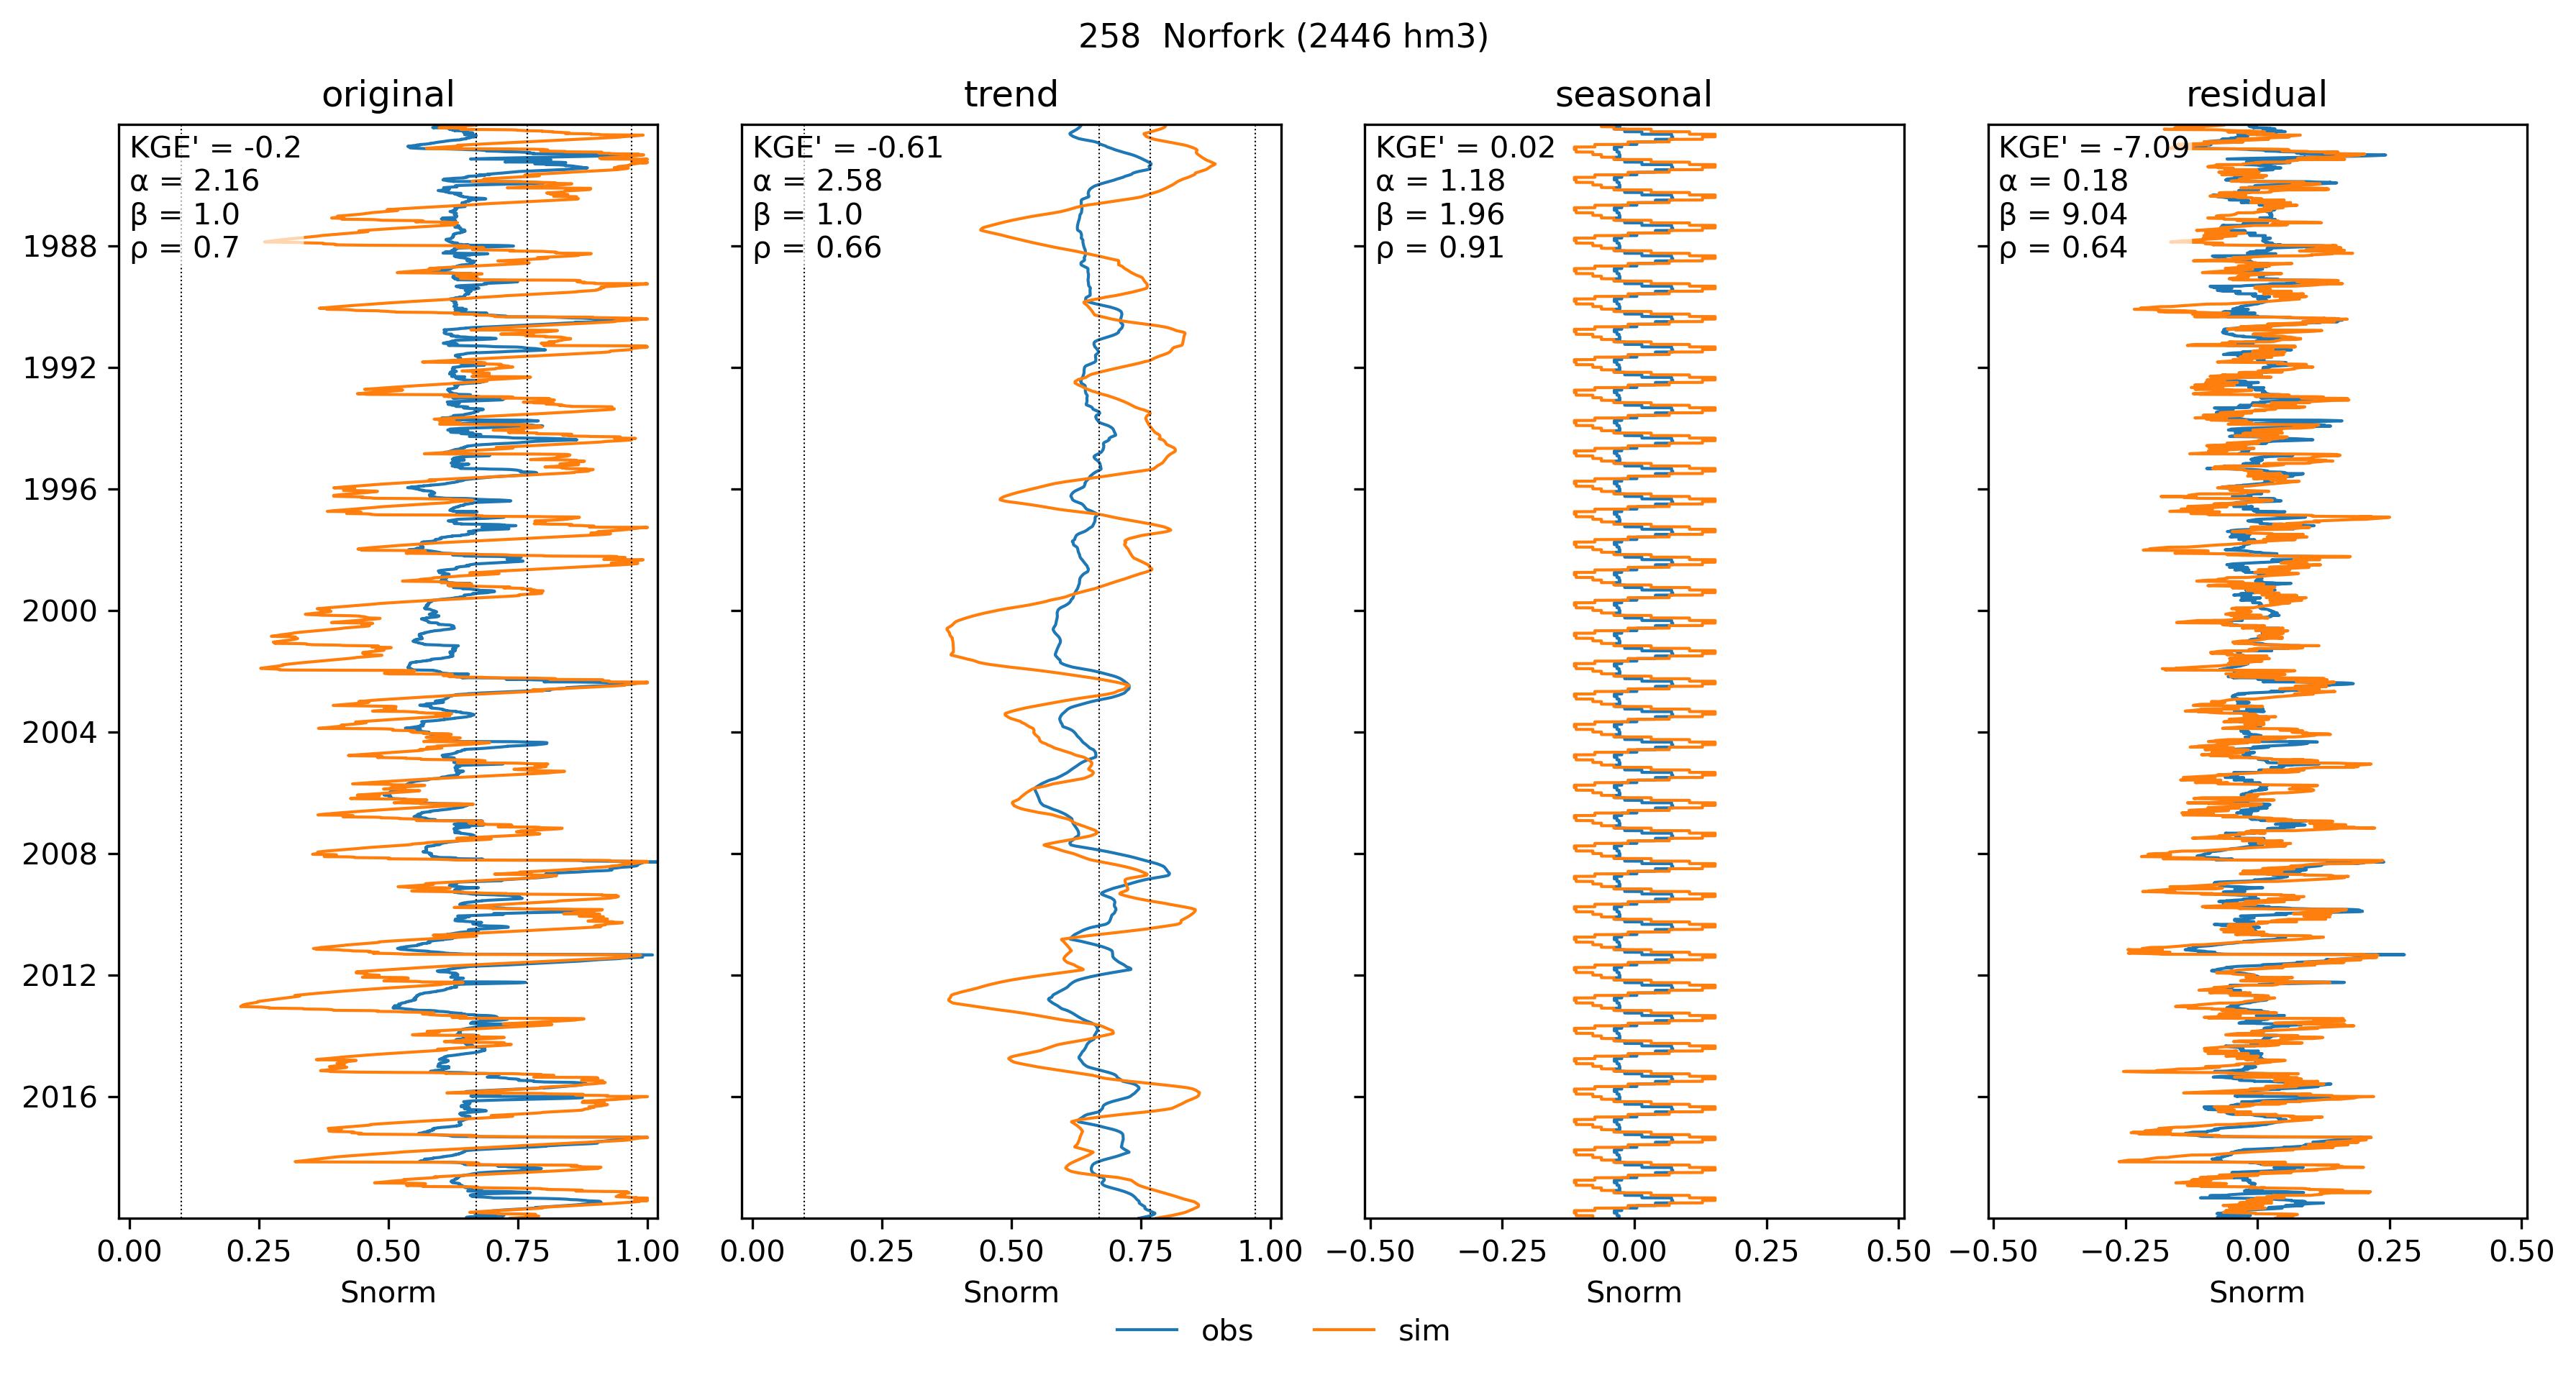 258  Norfork (2446 hm3)
original
trend
seasonal
residual
KGE' = -0.2
α = 2.16
β = 1.0
ρ = 0.7
KGE' = -0.61
α = 2.58
β = 1.0
ρ = 0.66
KGE' = 0.02
α = 1.18
β = 1.96
ρ = 0.91
KGE' = -7.09
α = 0.18
β = 9.04
ρ = 0.64
1988
1992
1996
2000
2004
2008
2012
2016
0.00 0.25 0.50 0.75 1.00
0.00 0.25 0.50 0.75 1.00
−0.50 −0.25 0.00 0.25 0.50
−0.50 −0.25 0.00 0.25 0.50
Snorm
Snorm
Snorm
Snorm
obs
sim